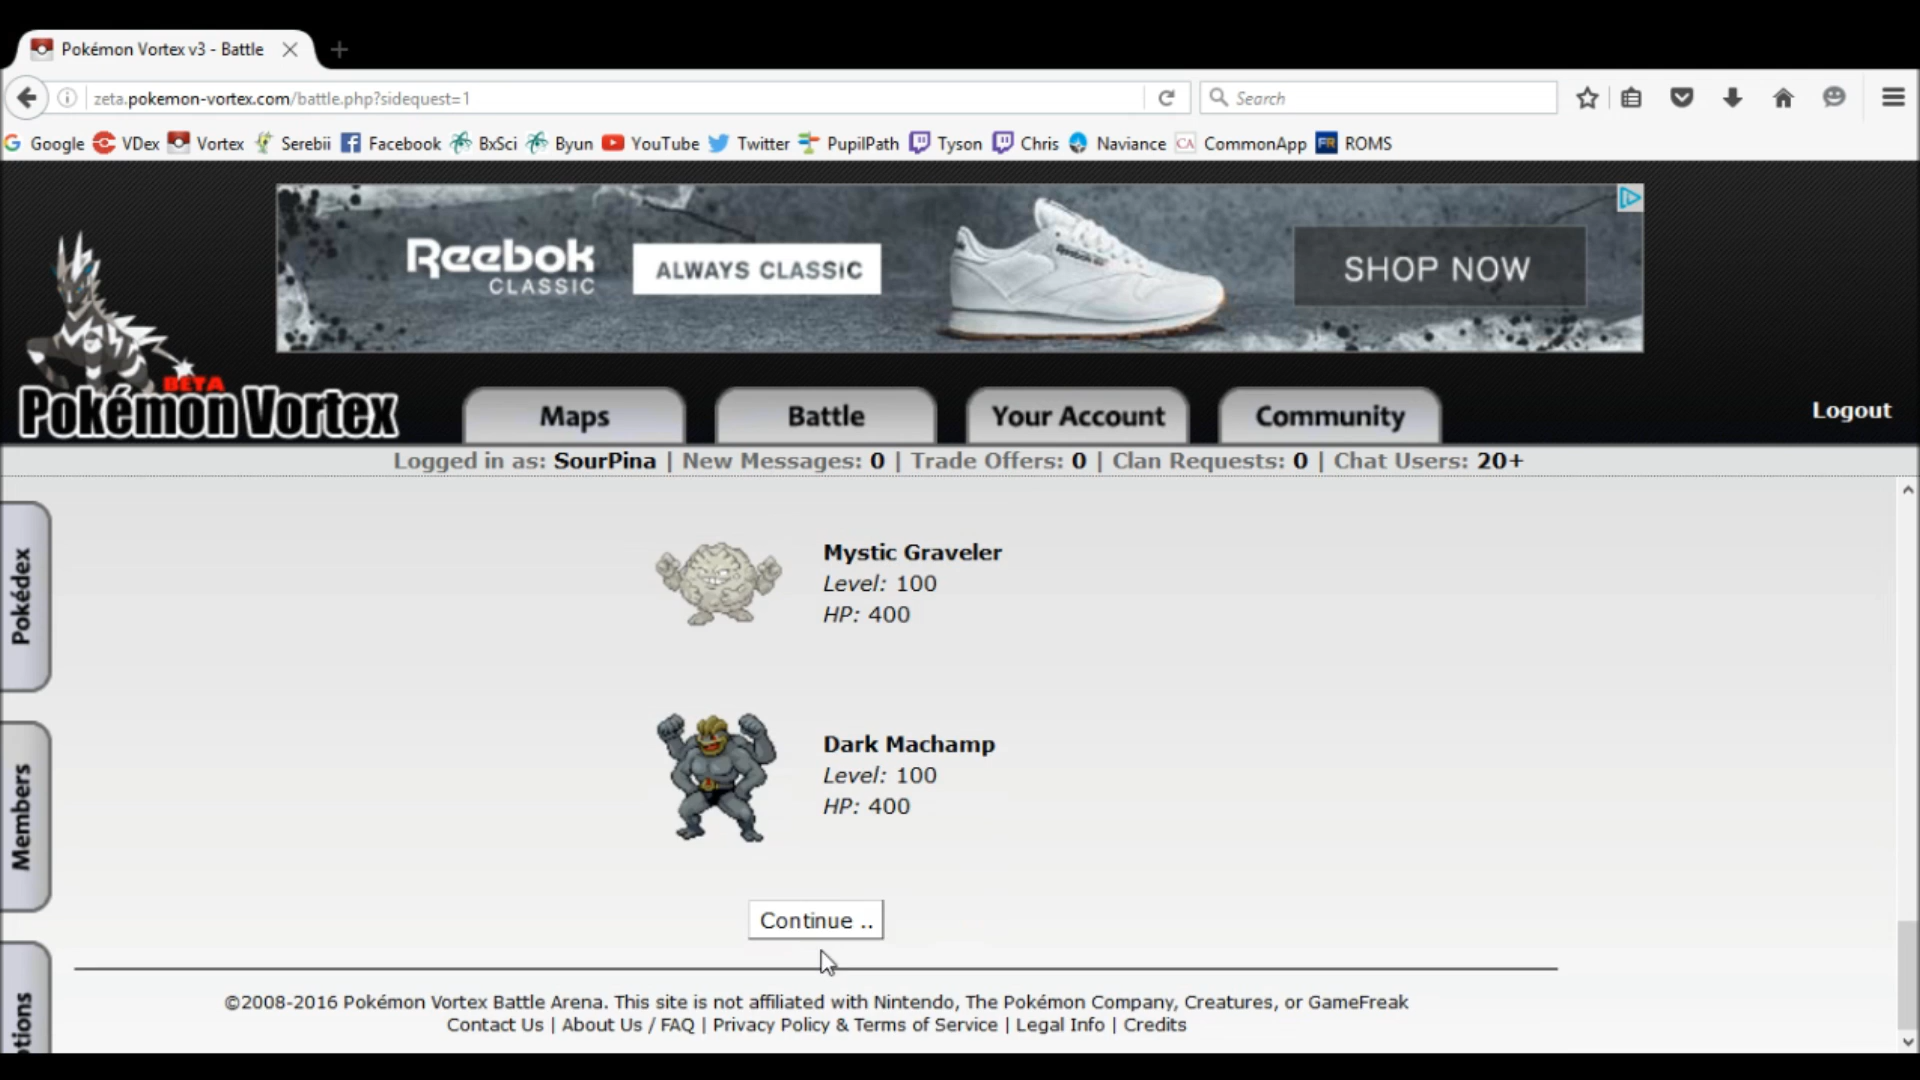 Pokémon Vortex v3 - Battle
zeta.pokemon-vortex.com/battle.php?sidequest=1
Search
Google VDex Vortex Serebii Facebook BxSci Byun YouTube Twitter PupilPath Tyson Chris Naviance CA CommonApp FR ROMS
Reebok
CLASSIC
ALWAYS CLASSIC
SHOP NOW
BETA
Pokémon Vortex
Maps
Battle
Your Account
Community
Logout
Logged in as: SourPina | New Messages: 0 | Trade Offers: 0 | Clan Requests: 0 | Chat Users: 20+
Pokédex
Members
tions
Mystic Graveler
Level: 100
HP: 400
Dark Machamp
Level: 100
HP: 400
Continue ..
©2008-2016 Pokémon Vortex Battle Arena. This site is not affiliated with Nintendo, The Pokémon Company, Creatures, or GameFreak
Contact Us | About Us / FAQ | Privacy Policy & Terms of Service | Legal Info | Credits